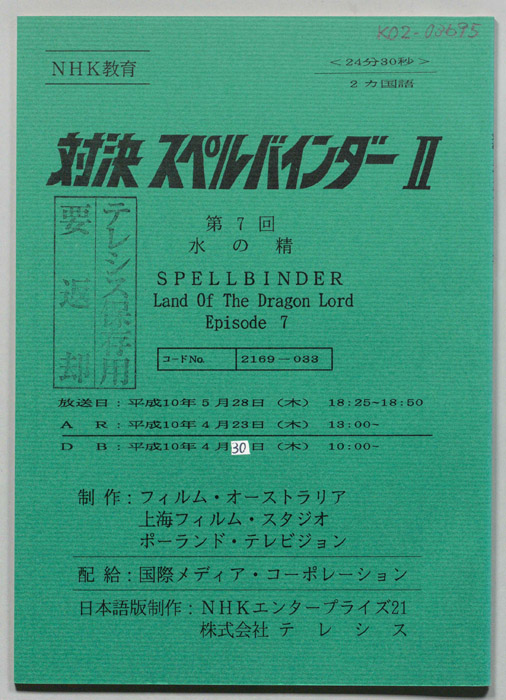 K02-03695
NHK教育
＜24分30秒＞
2ヵ国語
対決 スペルバインダー II
テレシス保存用
要返却
第7回
水の精
SPELLBINDER
Land Of The Dragon Lord
Episode 7
コードNo. 2169－033
放送日：平成10年5月28日（木） 18:25~18:50
A R：平成10年4月23日（木） 13:00~
D B：平成10年4月30日（木） 10:00~
制作：フィルム・オーストラリア
上海フィルム・スタジオ
ポーランド・テレビジョン
配給：国際メディア・コーポレーション
日本語版制作：NHKエンタープライズ21
株式会社 テレシス